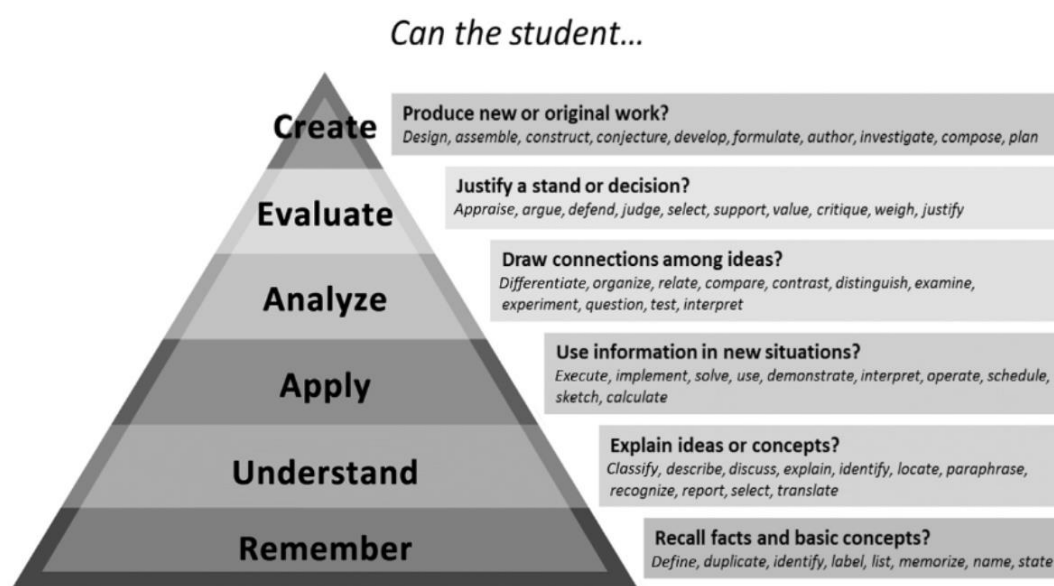 Can the student...
Create
Produce new or original work?
Design, assemble, construct, conjecture, develop, formulate, author, investigate, compose, plan
Evaluate
Justify a stand or decision?
Appraise, argue, defend, judge, select, support, value, critique, weigh, justify
Analyze
Draw connections among ideas?
Differentiate, organize, relate, compare, contrast, distinguish, examine,
experiment, question, test, interpret
Apply
Use information in new situations?
Execute, implement, solve, use, demonstrate, interpret, operate, schedule,
sketch, calculate
Understand
Explain ideas or concepts?
Classify, describe, discuss, explain, identify, locate, paraphrase,
recognize, report, select, translate
Remember
Recall facts and basic concepts?
Define, duplicate, identify, label, list, memorize, name, state